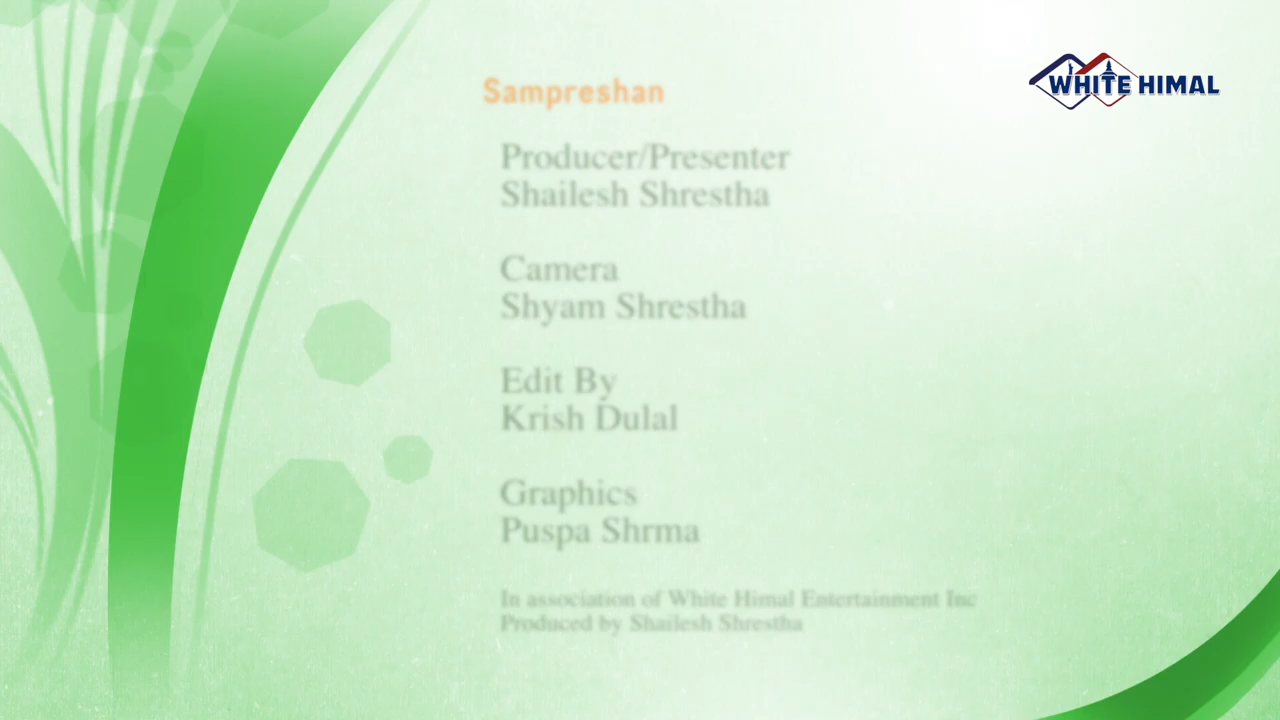 Sampreshan
WHITE HIMAL
Producer/Presenter
Shailesh Shrestha
Camera
Shyam Shrestha
Edit By
Krish Dulal
Graphics
Puspa Shrma
In association of White Himal Entertainment Inc
Produced by Shailesh Shrestha